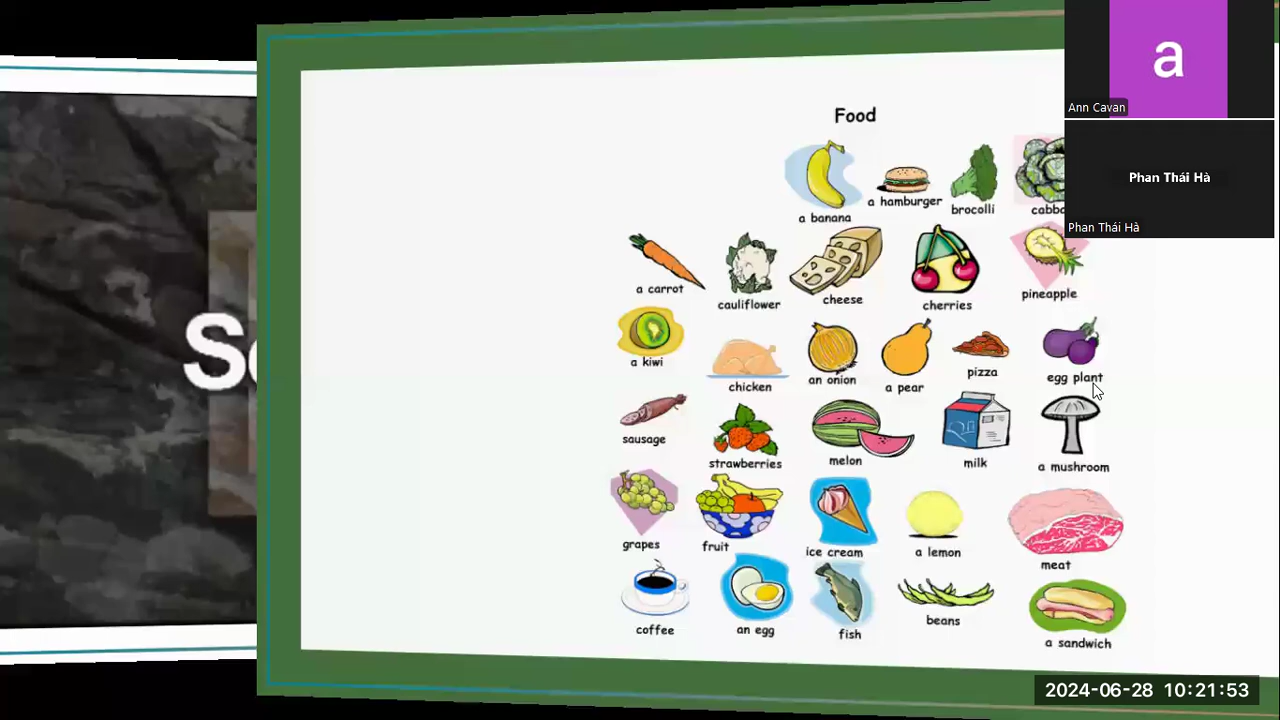 Food
a banana
a hamburger
brocolli
cabba
a carrot
cauliflower
cheese
cherries
pineapple
a kiwi
chicken
an onion
a pear
pizza
egg plant
sausage
strawberries
melon
milk
a mushroom
grapes
fruit
ice cream
a lemon
meat
coffee
an egg
fish
beans
a sandwich
a
Ann Cavan
Phan Thái Hà
Phan Thái Hà
2024-06-28 10:21:53